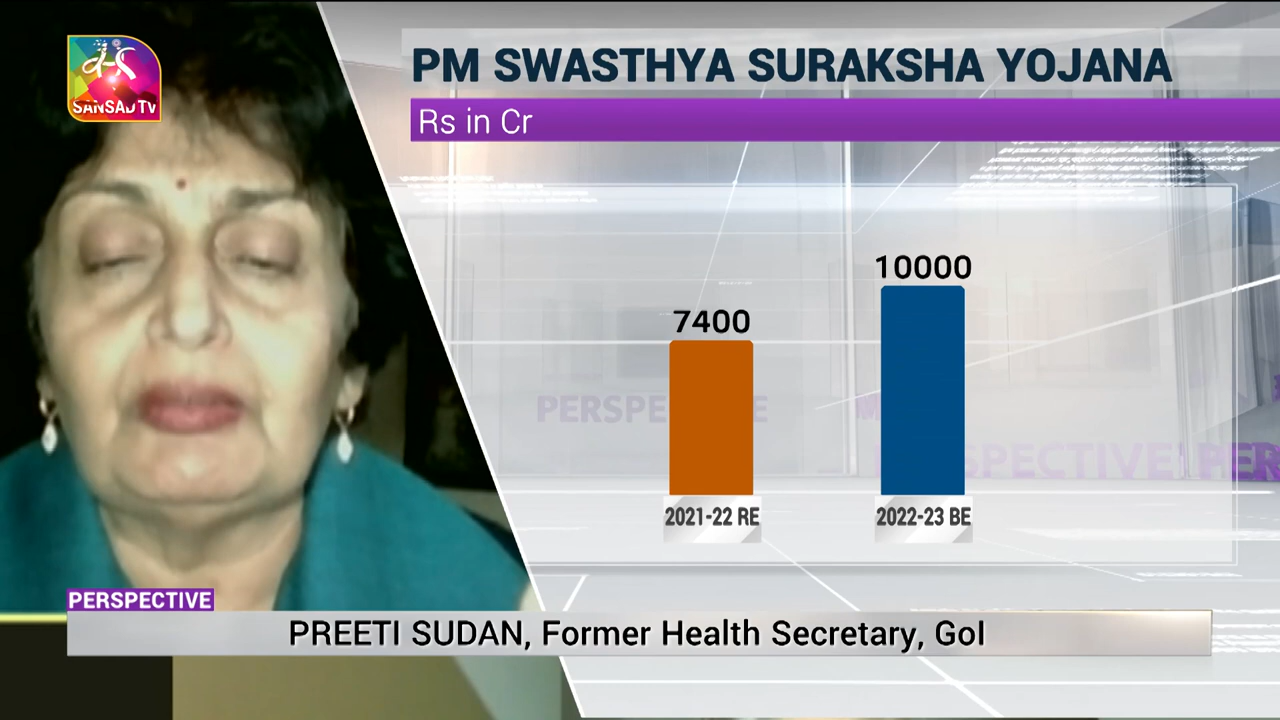 SANSAD TV
PM SWASTHYA SURAKSHA YOJANA
Rs in Cr
10000
7400
2021-22 RE
2022-23 BE
PERSPECTIVE
PREETI SUDAN, Former Health Secretary, GoI